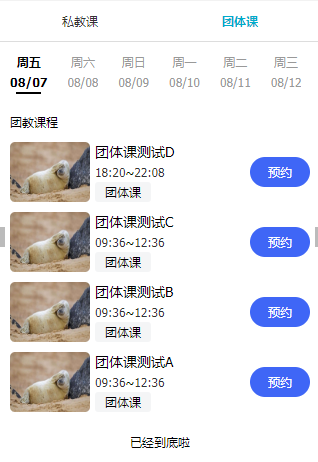 私教课 团体课
周五 周六 周日 周一 周二 周三
08/07 08/08 08/09 08/10 08/11 08/12
团教课程
团体课测试D
18:20~22:08 预约
团体课
团体课测试C
09:36~12:36 预约
团体课
团体课测试B
09:36~12:36 预约
团体课
团体课测试A
09:36~12:36 预约
团体课
已经到底啦